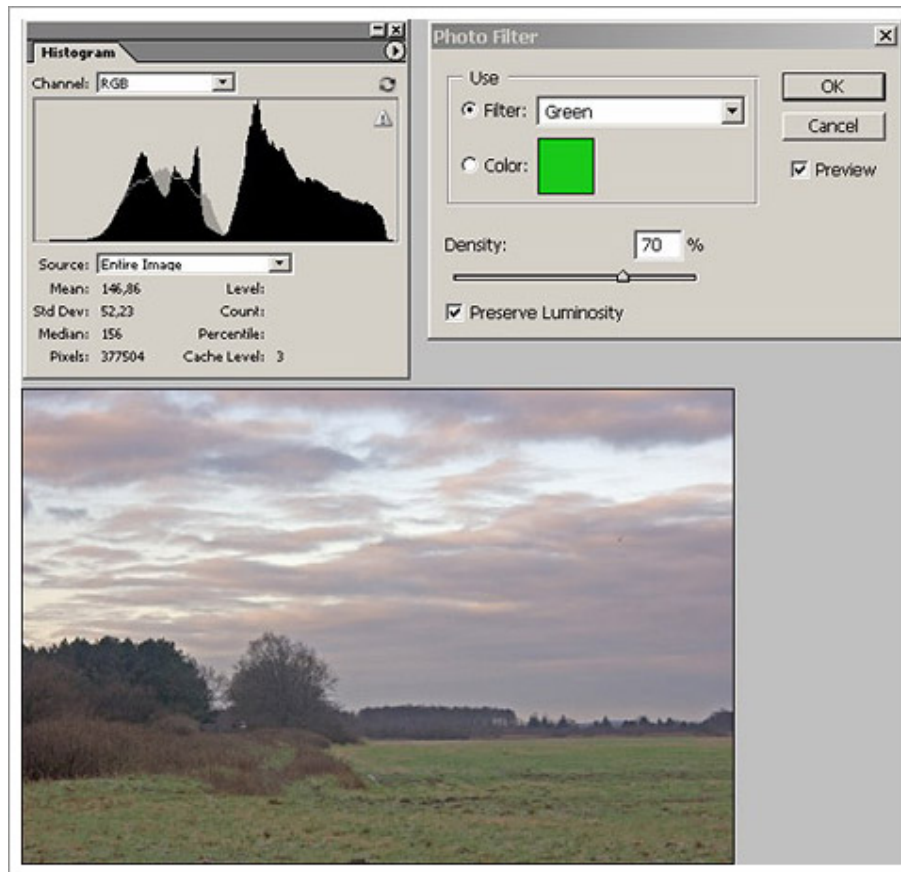 Histogram
Channel: RGB
Source: Entire Image
Mean: 146,86 Level:
Std Dev: 52,23 Count:
Median: 156 Percentile:
Pixels: 377504 Cache Level: 3
Photo Filter
Use
Filter: Green
Color:
OK
Cancel
Preview
Density: 70 %
Preserve Luminosity